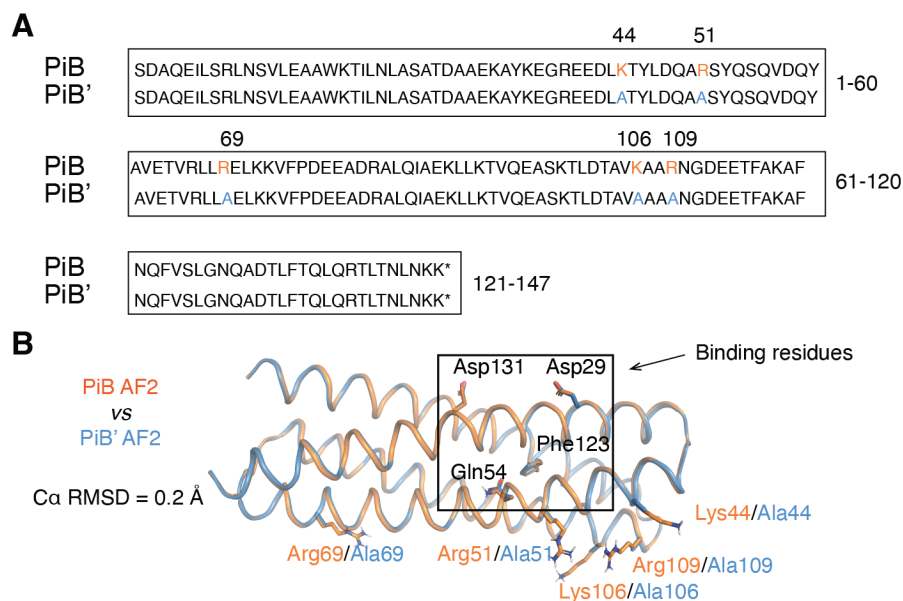 A
44 51
PiB SDAQEILSRLNSVLEAAWKTILNLASATDAAEKAYKEGREEDLKTYLDQARSYQSQVDQY
PiB' SDAQEILSRLNSVLEAAWKTILNLASATDAAEKAYKEGREEDLATYLDQAASYQSQVDQY
1-60
69 106 109
PiB AVETVRLLRELKKVFPDEEADRALQIAEKLLKTVQEASKTLDTAVKAARNGDEETFAKAF
PiB' AVETVRLLAELKKVFPDEEADRALQIAEKLLKTVQEASKTLDTAVAAAANGDEETFAKAF
61-120
PiB NQFVSLGNQADTLFTQLQRTLTNLNKK*
PiB' NQFVSLGNQADTLFTQLQRTLTNLNKK*
121-147
B
Binding residues
Asp131 Asp29
PiB AF2
vs
PiB' AF2
Phe123
Gln54
Cα RMSD = 0.2 Å
Lys44/Ala44
Arg69/Ala69 Arg51/Ala51
Arg109/Ala109
Lys106/Ala106